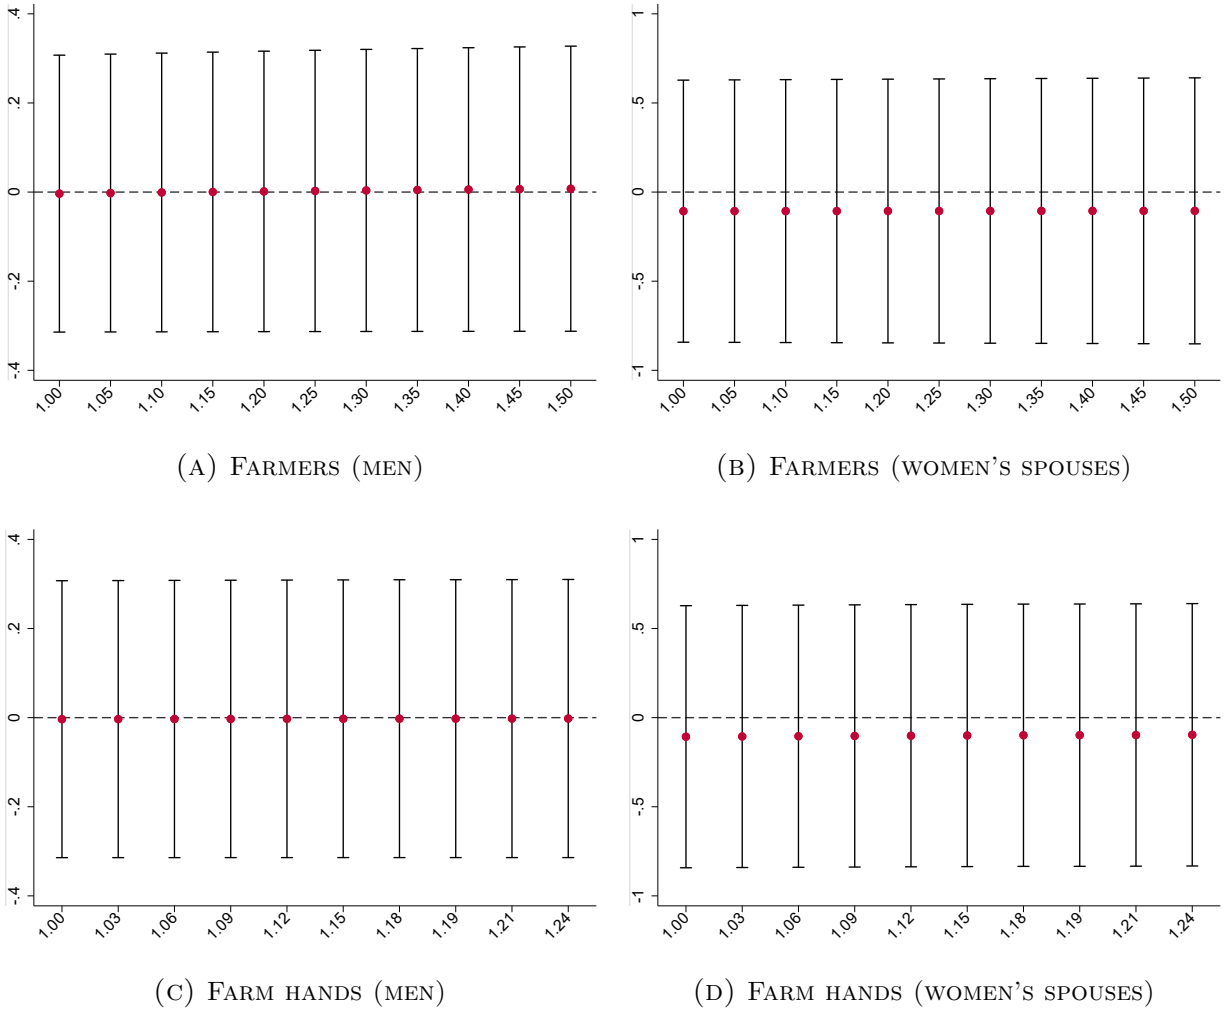 .4
.2
0
-.2
-.4
1.00 1.05 1.10 1.15 1.20 1.25 1.30 1.35 1.40 1.45 1.50
(A) Farmers (men)
1
.5
0
-.5
-1
1.00 1.05 1.10 1.15 1.20 1.25 1.30 1.35 1.40 1.45 1.50
(B) Farmers (women's spouses)
.4
.2
0
-.2
-.4
1.00 1.03 1.06 1.09 1.12 1.15 1.18 1.19 1.21 1.24
(C) Farm hands (men)
1
.5
0
-.5
-1
1.00 1.03 1.06 1.09 1.12 1.15 1.18 1.19 1.21 1.24
(D) Farm hands (women's spouses)